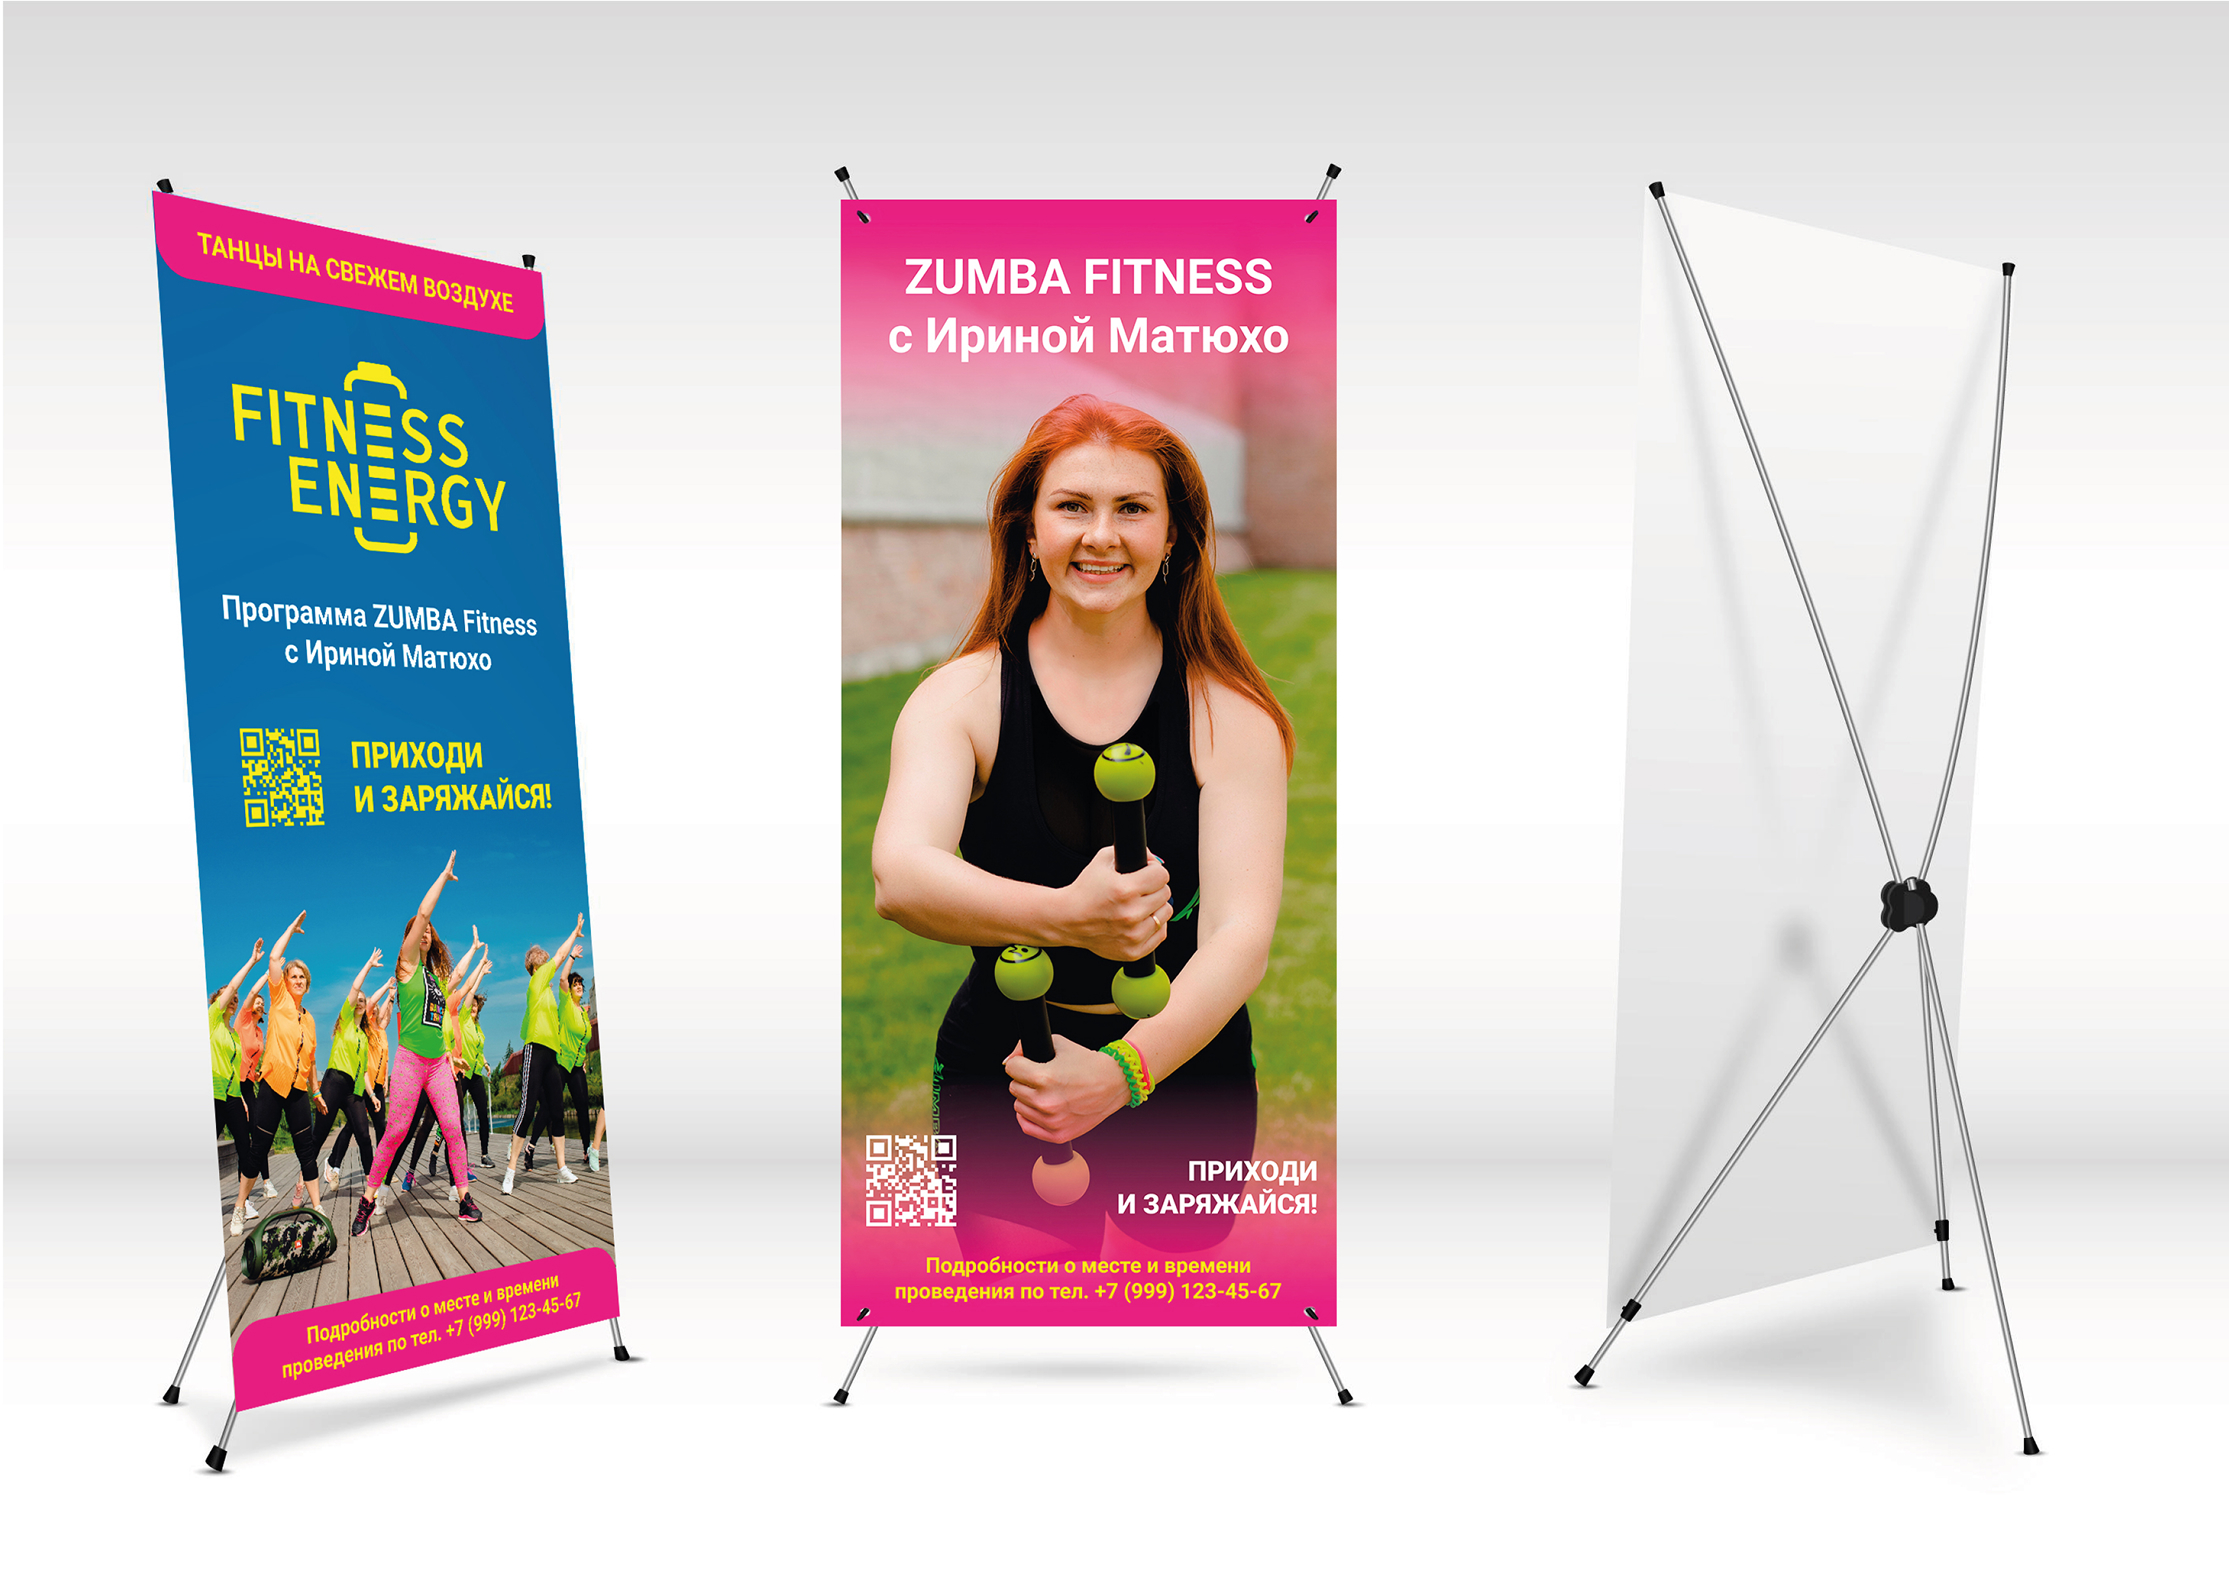 ТАНЦЫ НА СВЕЖЕМ ВОЗДУХЕ
FITNESS
ENERGY
Программа ZUMBA Fitness
с Ириной Матюхо
ПРИХОДИ
И ЗАРЯЖАЙСЯ!
Подробности о месте и времени
проведения по тел. +7 (999) 123-45-67
ZUMBA FITNESS
с Ириной Матюхо
ПРИХОДИ
И ЗАРЯЖАЙСЯ!
Подробности о месте и времени
проведения по тел. +7 (999) 123-45-67